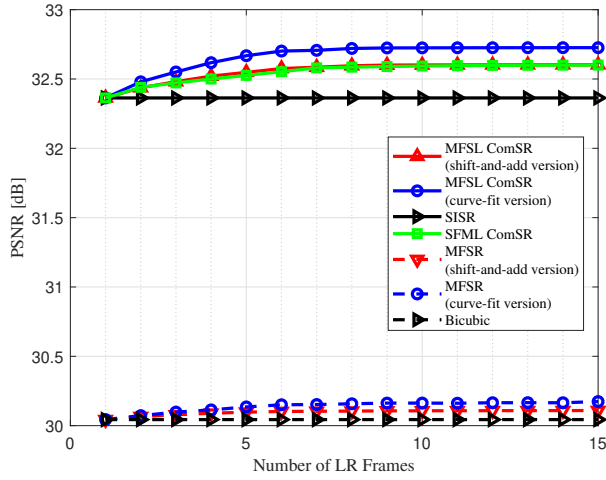 33
32.5
32
31.5
31
30.5
30
PSNR [dB]
MFSL ComSR
(shift-and-add version)
MFSL ComSR
(curve-fit version)
SISR
SFML ComSR
MFSR
(shift-and-add version)
MFSR
(curve-fit version)
Bicubic
0
5
10
15
Number of LR Frames